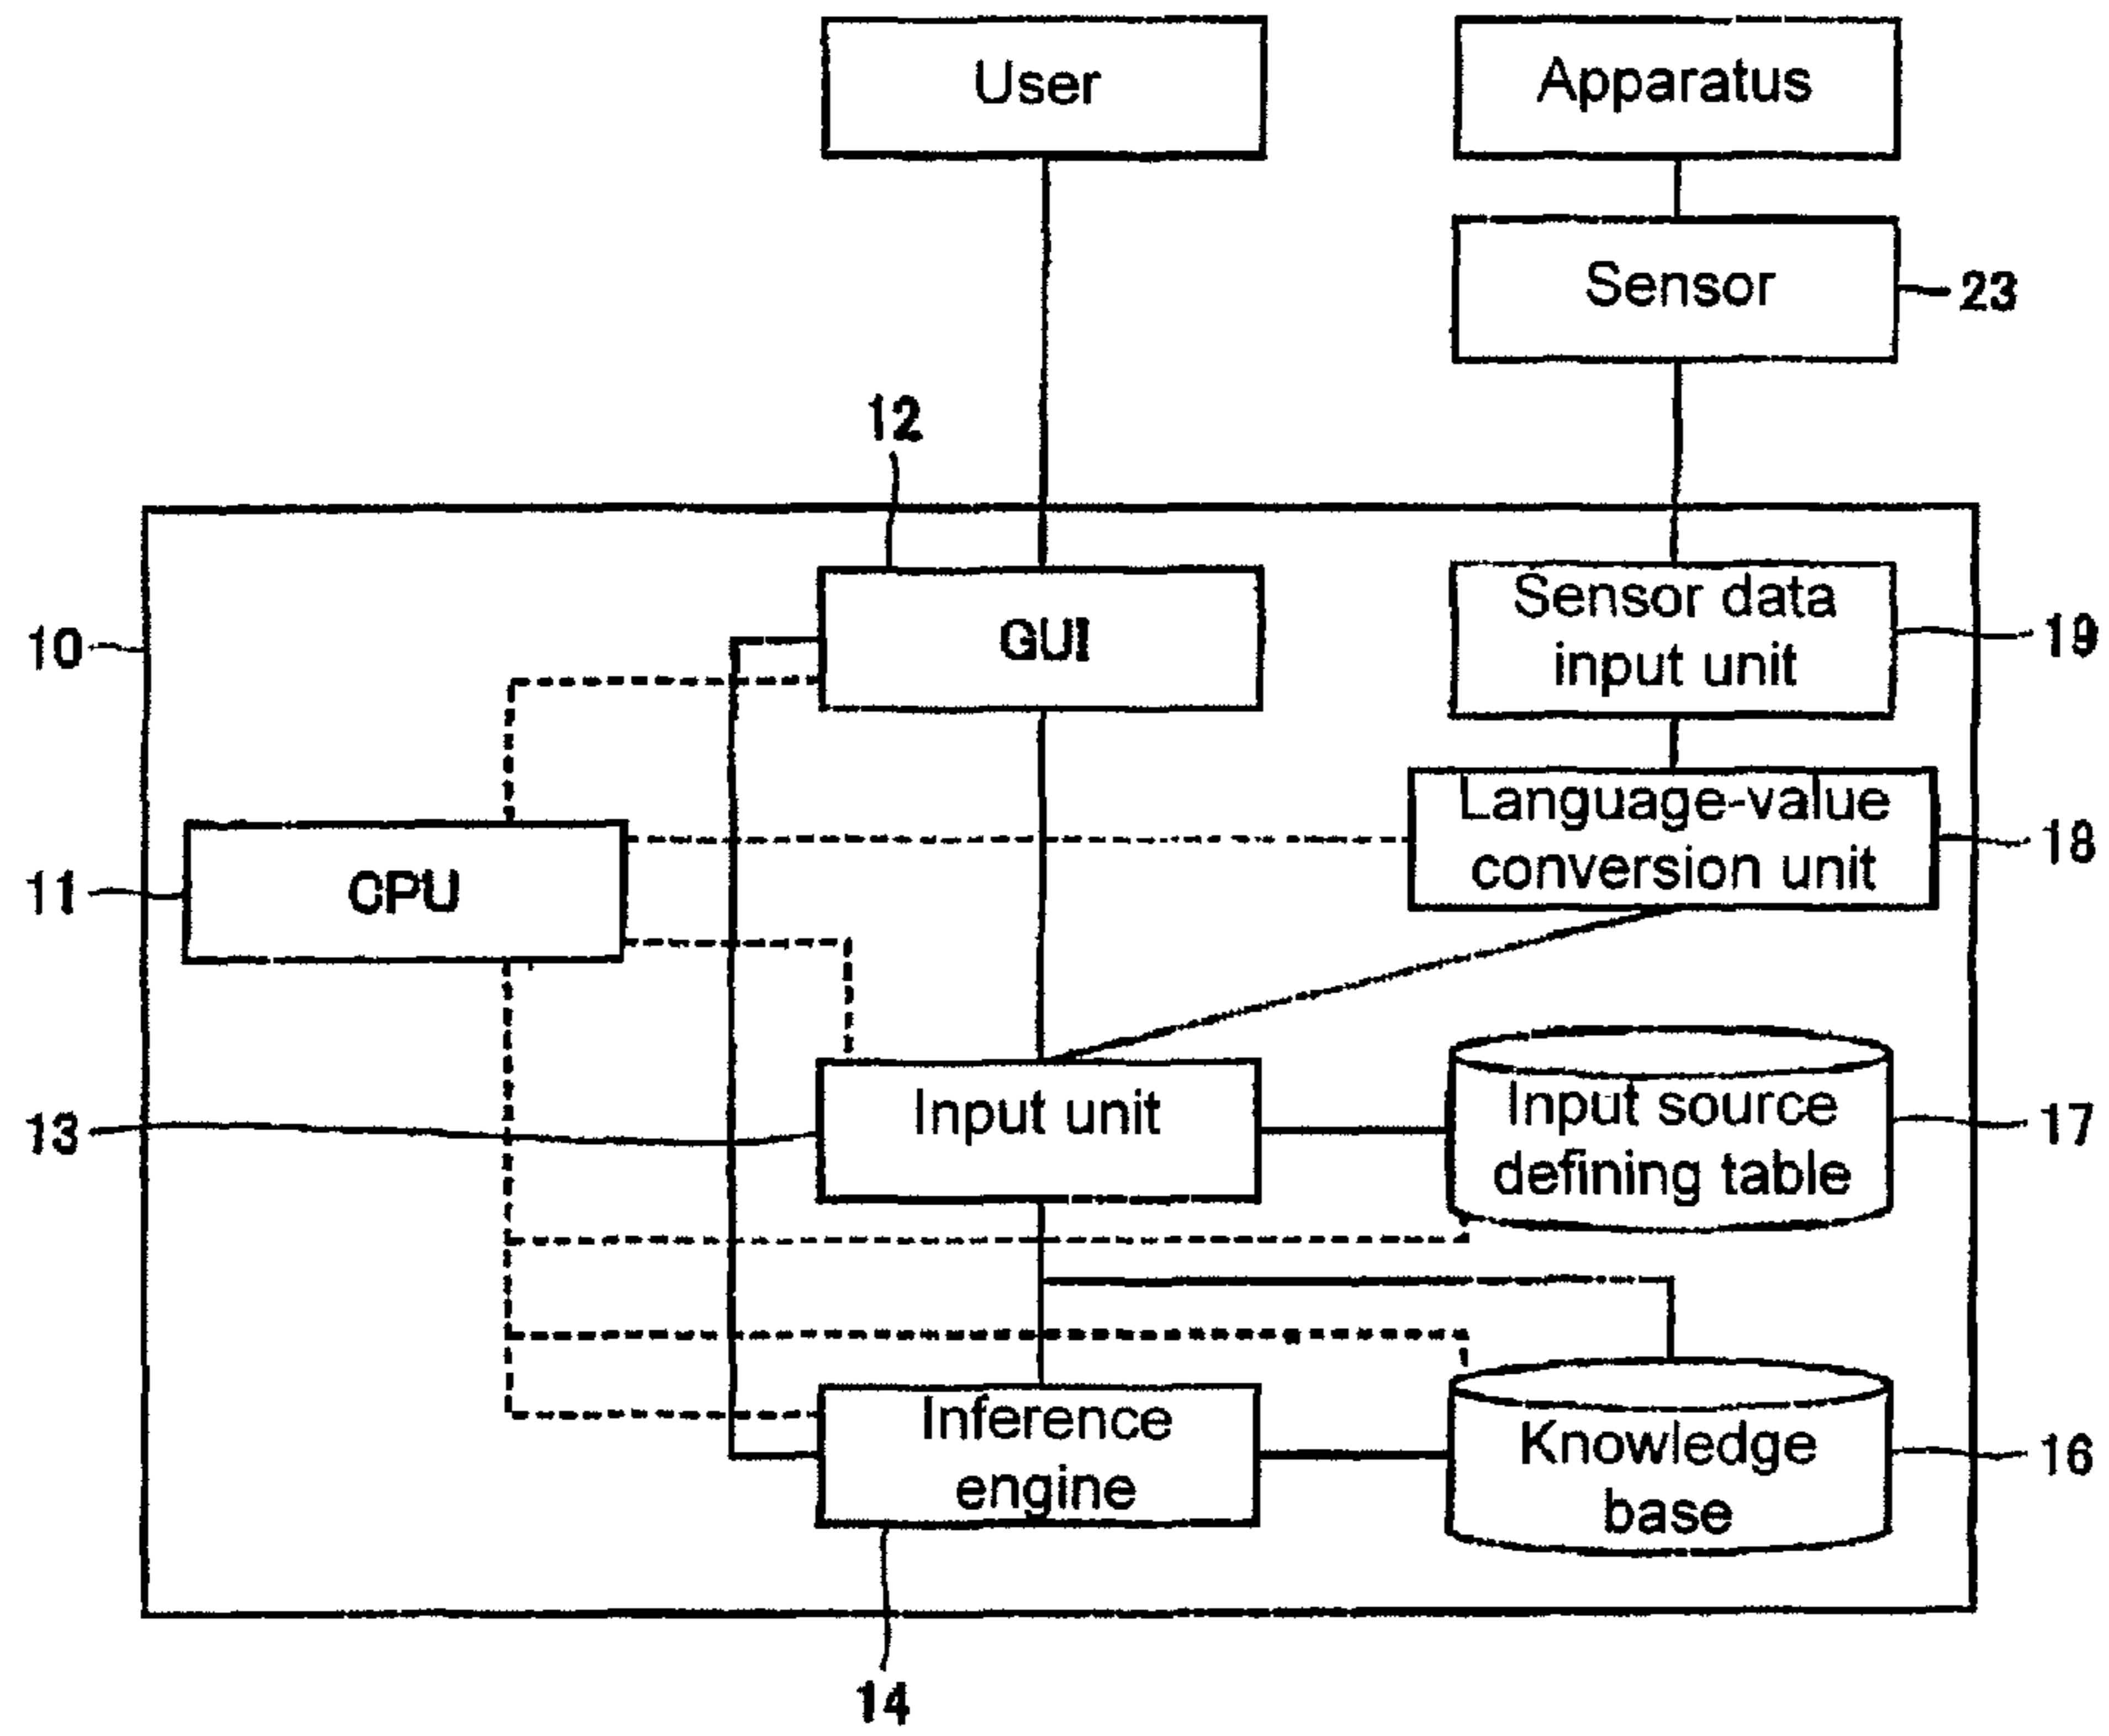 User
Apparatus
Sensor
23
12
10
GUI
Sensor data
input unit
19
Language-value
conversion unit
18
11
CPU
13
Input unit
Input source
defining table
17
Inference
engine
Knowledge
base
16
14